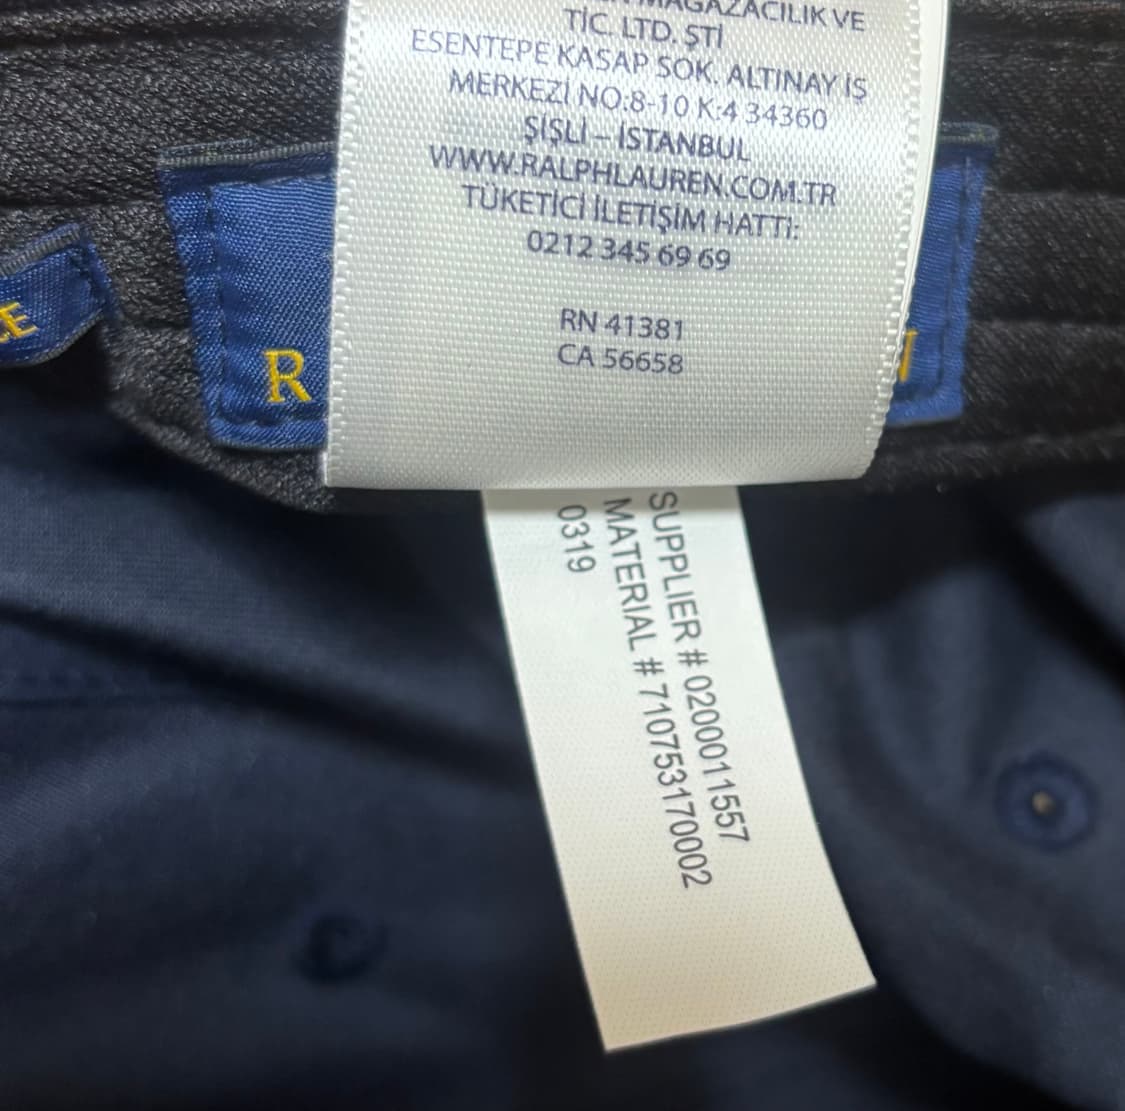 MAĞAZACILIK VE
TİC. LTD. ŞTİ
ESENTEPE KASAP SOK. ALTINAY İŞ
MERKEZİ NO:8-10 K:4 34360
ŞİŞLİ – İSTANBUL
WWW.RALPHLAUREN.COM.TR
TÜKETİCİ İLETİŞİM HATTI:
0212 345 69 69
RN 41381
CA 56658
R
SUPPLIER # 0200011557
MATERIAL # 710753170002
0319